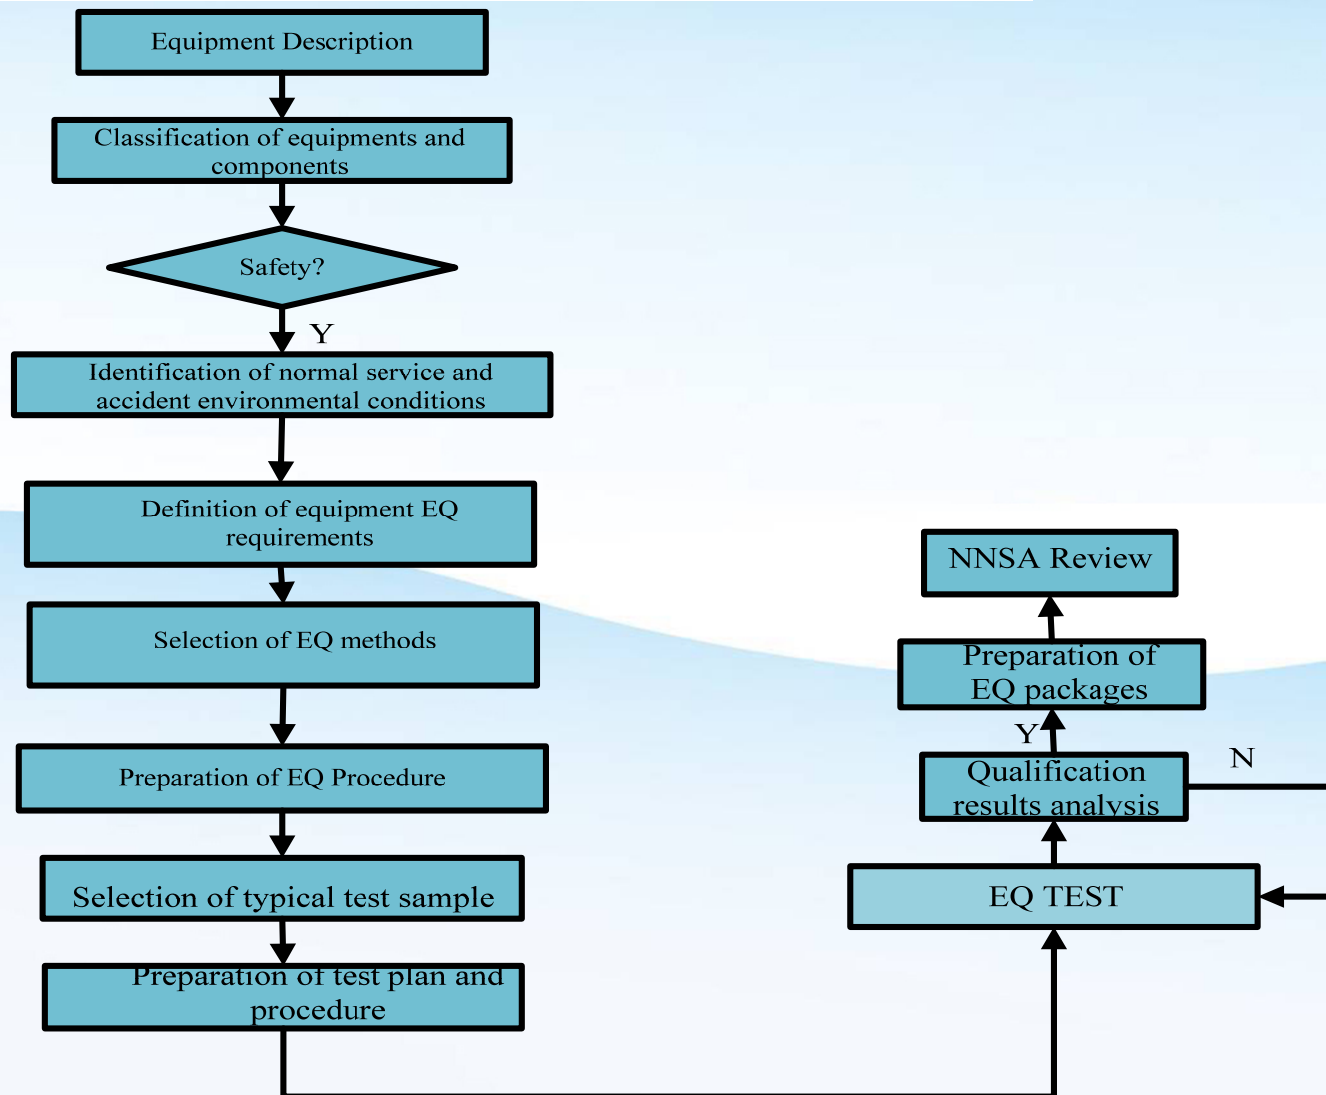 Equipment Description
Classification of equipments and
components
Safety?
Y
Identification of normal service and
accident environmental conditions
Definition of equipment EQ
requirements
Selection of EQ methods
Preparation of EQ Procedure
Selection of typical test sample
Preparation of test plan and
procedure
NNSA Review
Preparation of
EQ packages
Y
N
Qualification
results analysis
EQ TEST